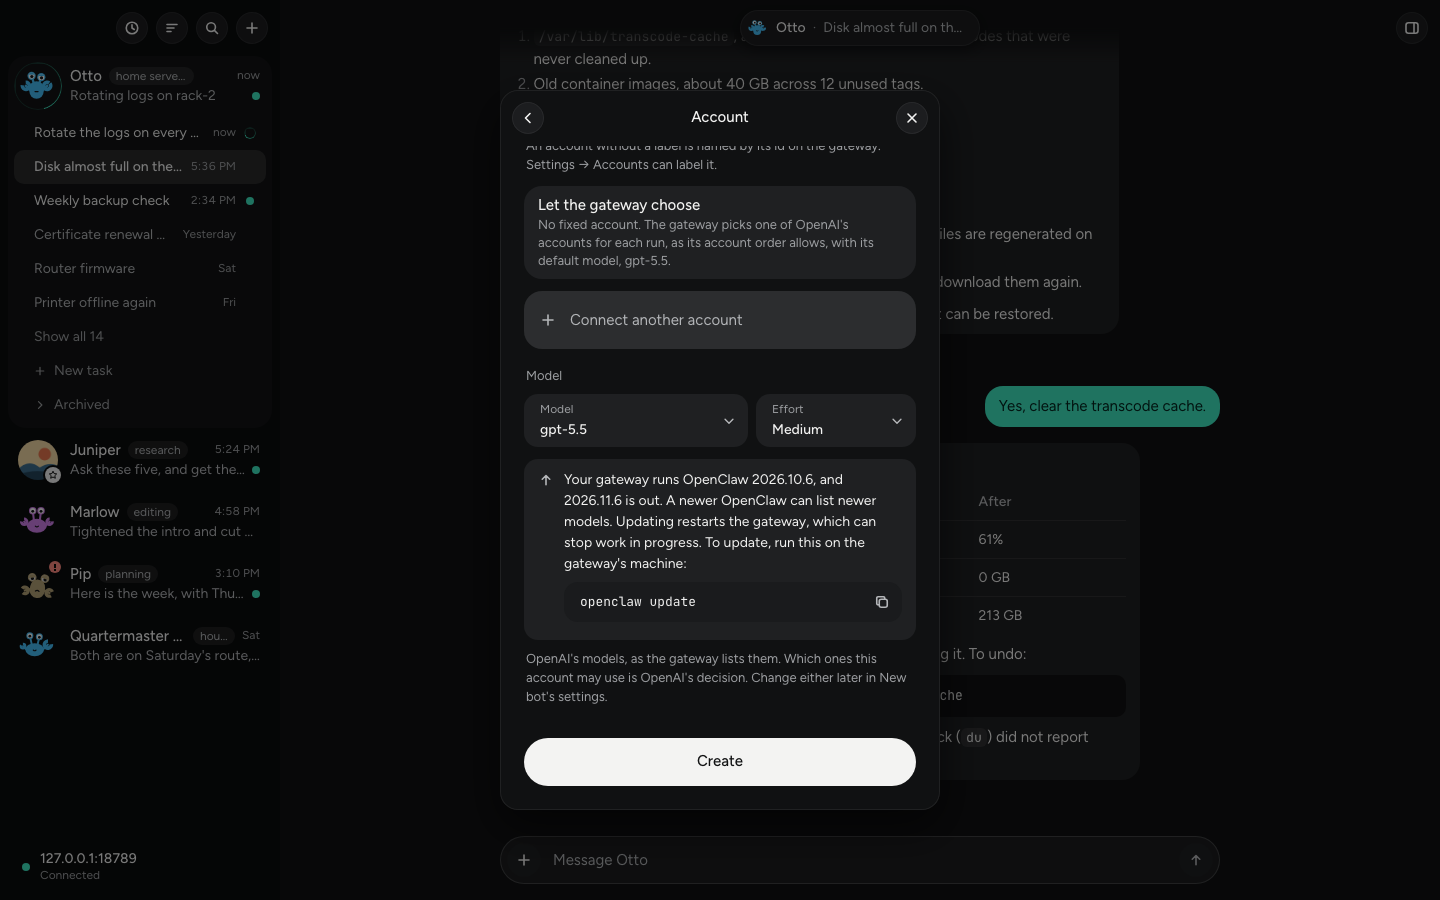 Otto home serve... now
Rotating logs on rack-2
Rotate the logs on every ... now
Disk almost full on the... 5:36 PM
Weekly backup check 2:34 PM
Certificate renewal ... Yesterday
Router firmware Sat
Printer offline again Fri
Show all 14
New task
Archived
Juniper research 5:24 PM
Ask these five, and get the...
Marlow editing 4:58 PM
Tightened the intro and cut ...
Pip planning 3:10 PM
Here is the week, with Thu...
Quartermaster ... hou... Sat
Both are on Saturday's route,...
127.0.0.1:18789
Connected
Otto · Disk almost full on th...
1. /var/lib/transcode-cache, des that were
never cleaned up.
2. Old container images, about 40 GB across 12 unused tags.
iles are regenerated on
download them again.
can be restored.
Yes, clear the transcode cache.
After
61%
0 GB
213 GB
g it. To undo:
che
ck (du) did not report
Message Otto
Account
An account without a label is named by its id on the gateway.
Settings → Accounts can label it.
Let the gateway choose
No fixed account. The gateway picks one of OpenAI's
accounts for each run, as its account order allows, with its
default model, gpt-5.5.
Connect another account
Model
Model
gpt-5.5
Effort
Medium
Your gateway runs OpenClaw 2026.10.6, and
2026.11.6 is out. A newer OpenClaw can list newer
models. Updating restarts the gateway, which can
stop work in progress. To update, run this on the
gateway's machine:
openclaw update
OpenAI's models, as the gateway lists them. Which ones this
account may use is OpenAI's decision. Change either later in New
bot's settings.
Create